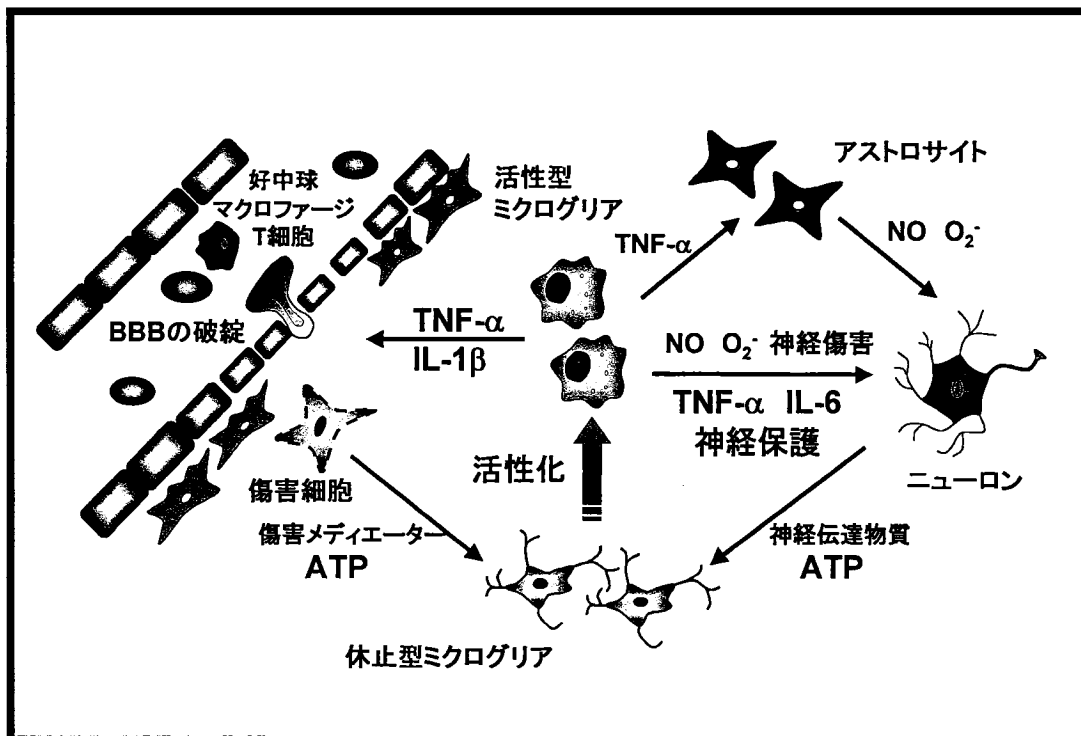 好中球
マクロファージ
T細胞
BBBの破綻
活性型
ミクログリア
アストロサイト
TNF-α
NO O₂⁻
TNF-α
IL-1β
NO O₂⁻ 神経傷害
TNF-α IL-6
神経保護
ニューロン
活性化
傷害細胞
傷害メディエーター
ATP
神経伝達物質
ATP
休止型ミクログリア